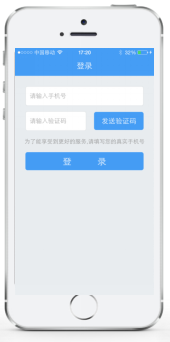 中国移动 17:20 92%
登录
请输入手机号
请输入验证码 发送验证码
为了能享受到更好的服务,请填写您的真实手机号
登 录